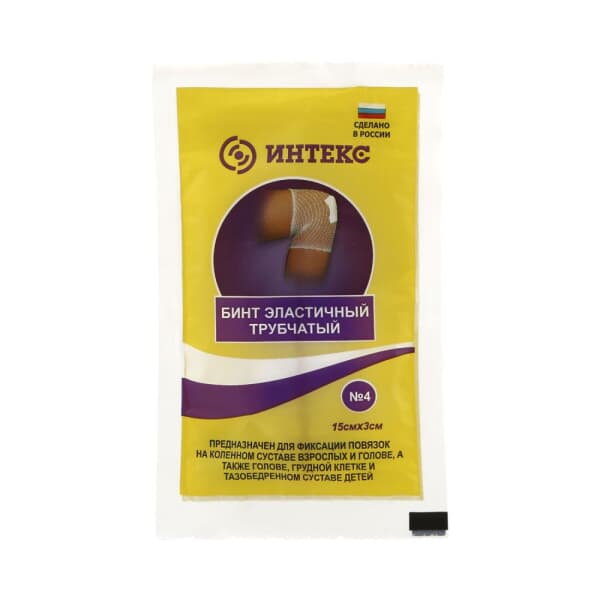 СДЕЛАНО
В РОССИИ
ИНТЕКС
БИНТ ЭЛАСТИЧНЫЙ
ТРУБЧАТЫЙ
№4
15смх3см
ПРЕДНАЗНАЧЕН ДЛЯ ФИКСАЦИИ ПОВЯЗОК
НА КОЛЕННОМ СУСТАВЕ ВЗРОСЛЫХ И ГОЛОВЕ, А
ТАКЖЕ ГОЛОВЕ, ГРУДНОЙ КЛЕТКЕ И
ТАЗОБЕДРЕННОМ СУСТАВЕ ДЕТЕЙ